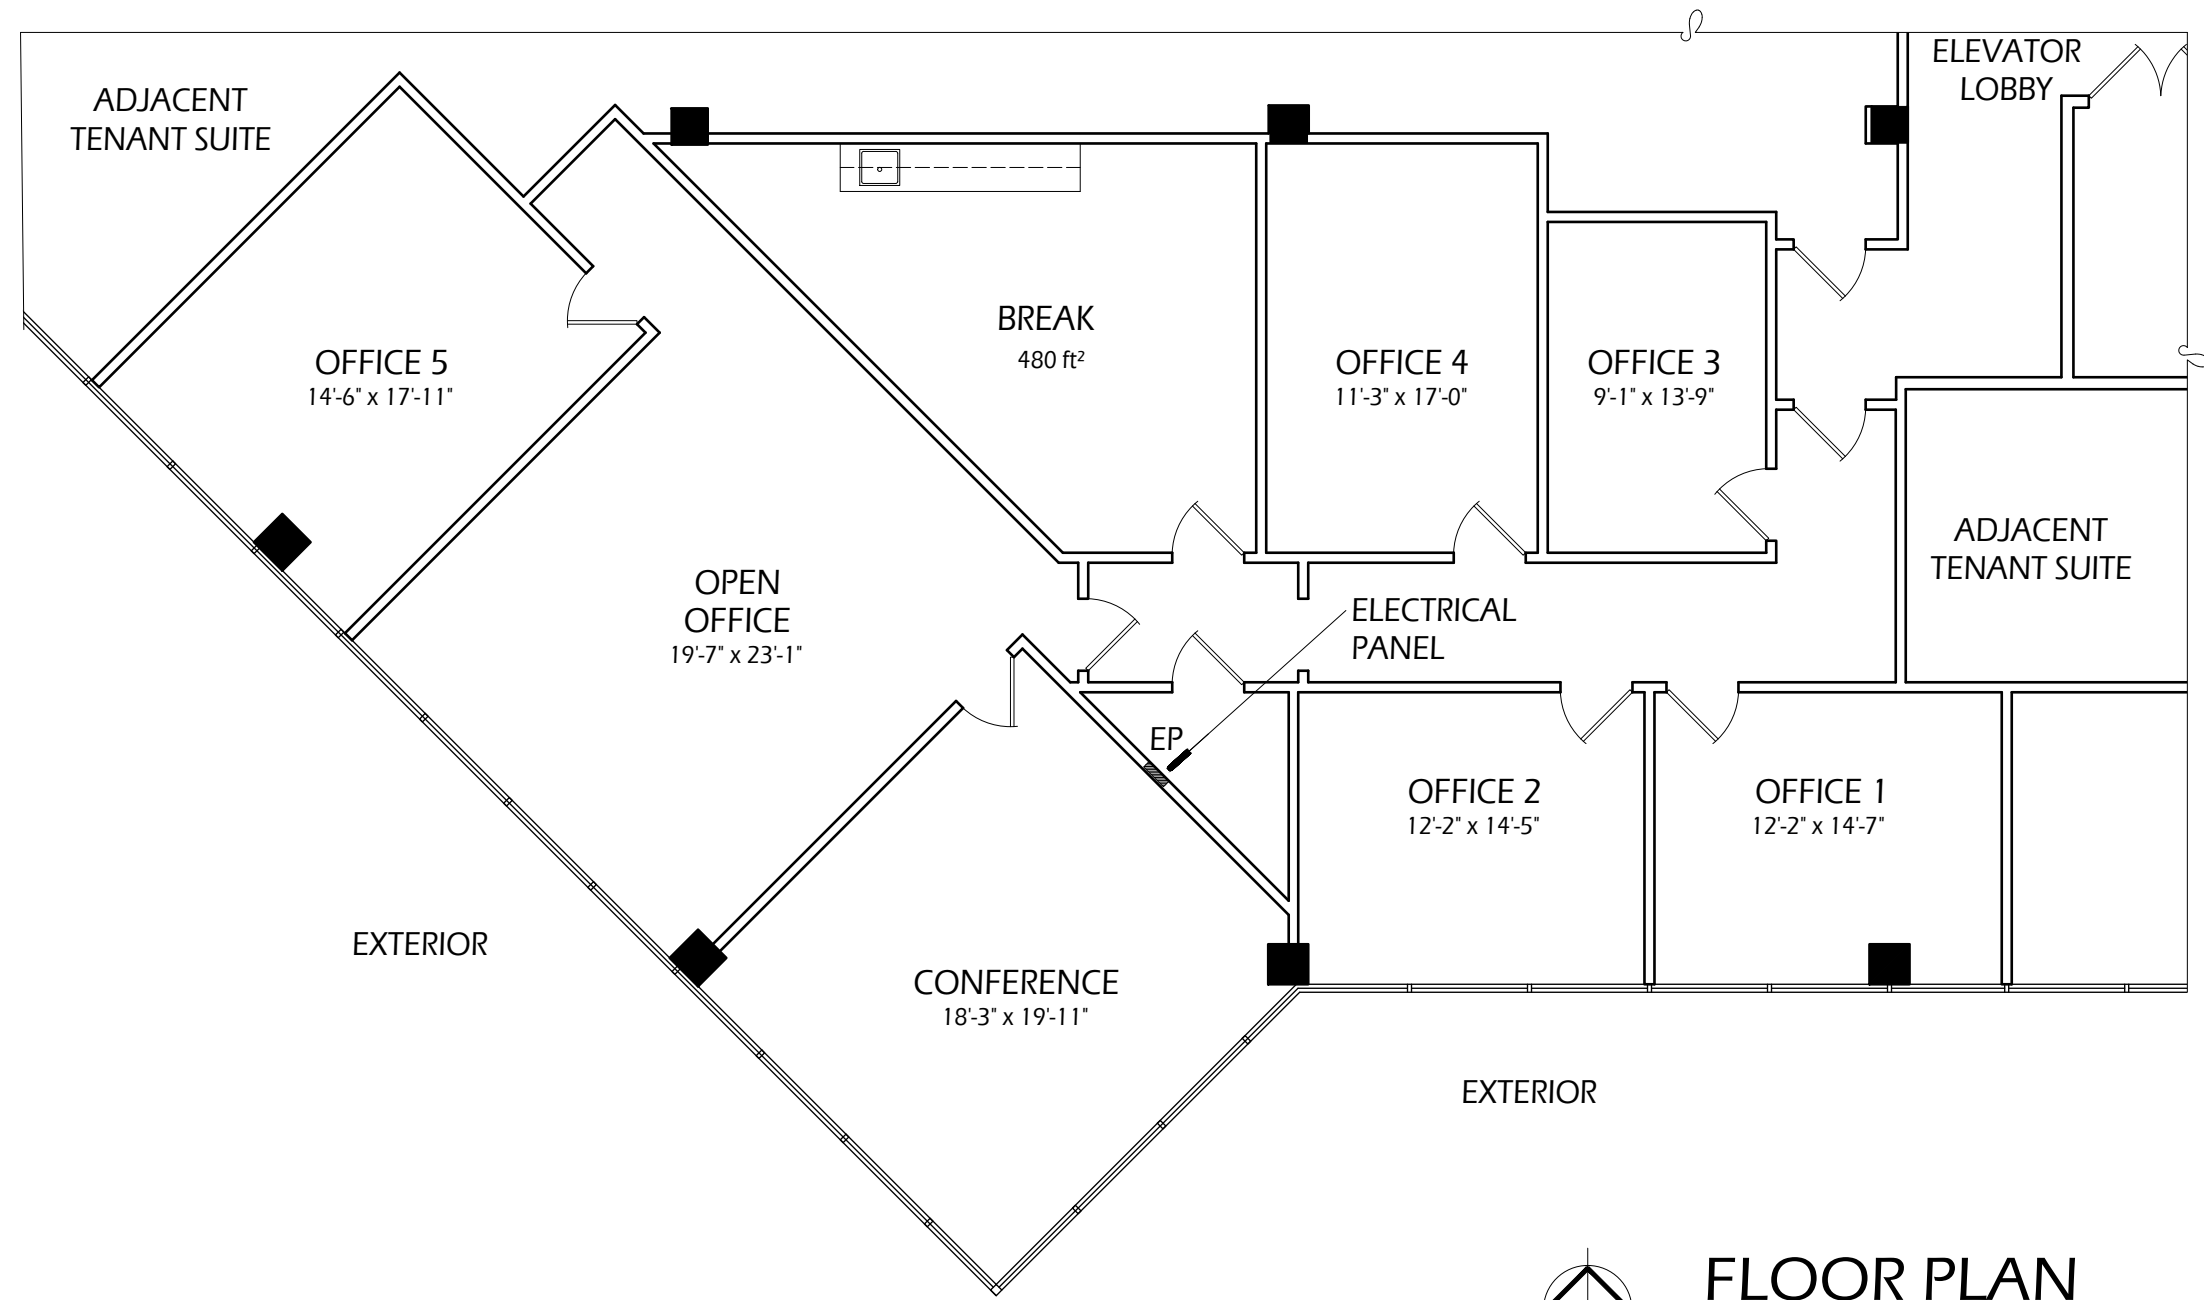 ADJACENT
TENANT SUITE
ELEVATOR
LOBBY
BREAK
480 ft²
OFFICE 5
14'-6" x 17'-11"
OFFICE 4
11'-3" x 17'-0"
OFFICE 3
9'-1" x 13'-9"
ADJACENT
TENANT SUITE
OPEN
OFFICE
19'-7" x 23'-1"
ELECTRICAL
PANEL
EP
OFFICE 2
12'-2" x 14'-5"
OFFICE 1
12'-2" x 14'-7"
EXTERIOR
CONFERENCE
18'-3" x 19'-11"
EXTERIOR
FLOOR PLAN